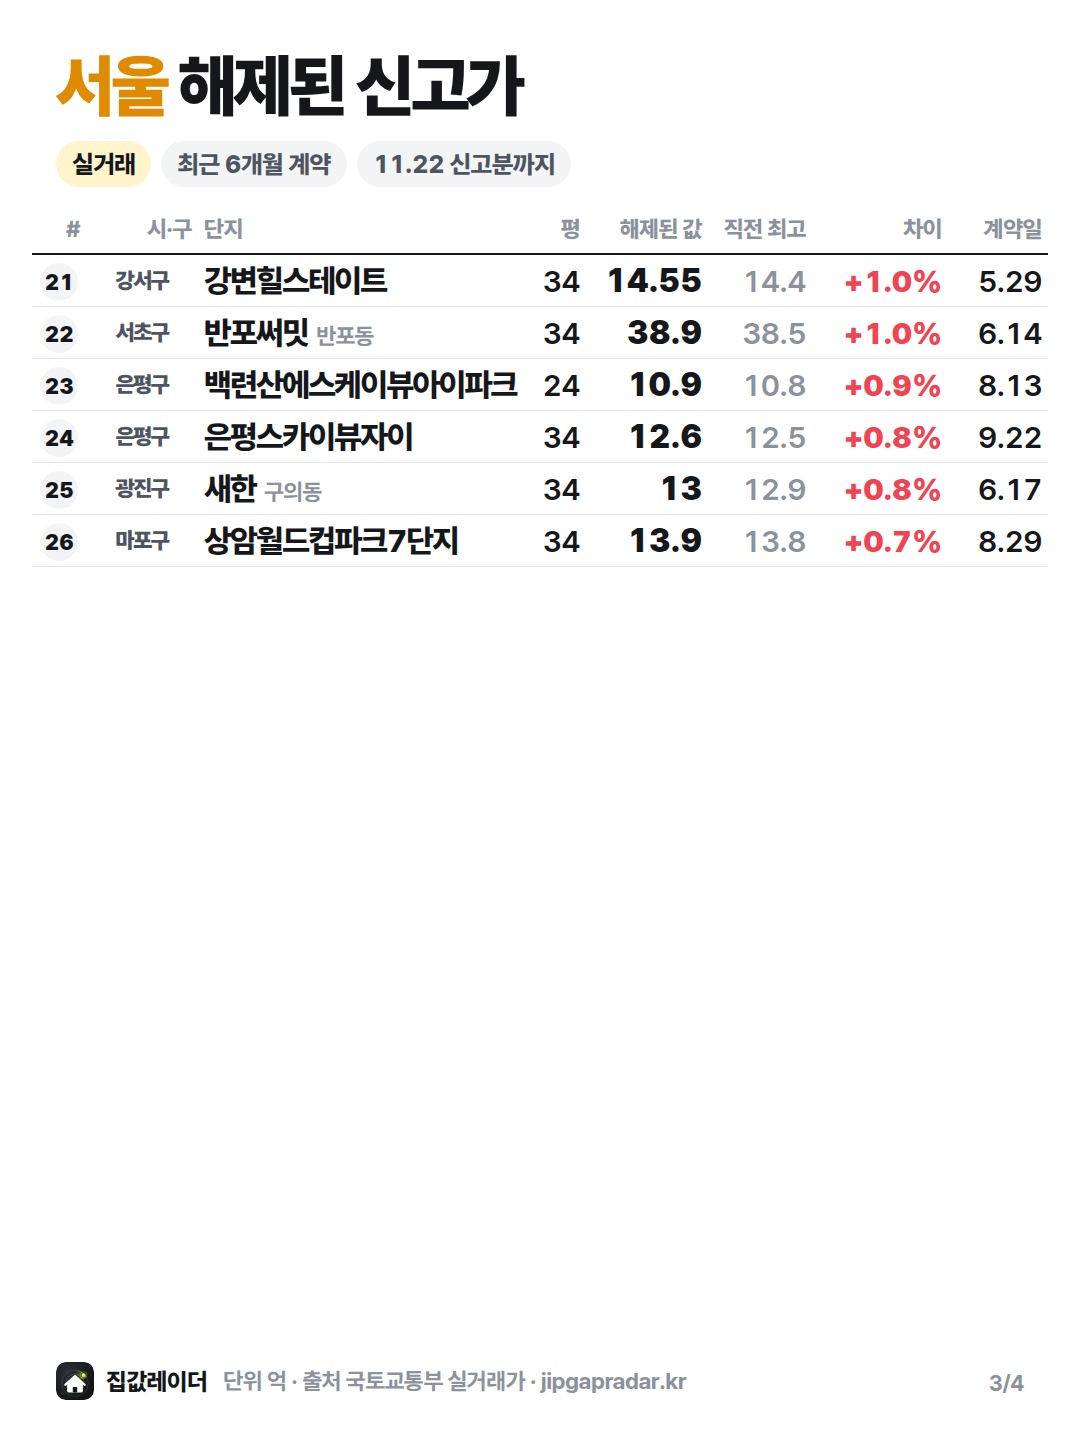 서울 해제된 신고가
실거래 최근 6개월 계약 11.22 신고분까지
# 시·구 단지 평 해제된 값 직전 최고 차이 계약일
21 강서구 강변힐스테이트 34 14.55 14.4 +1.0% 5.29
22 서초구 반포써밋 반포동 34 38.9 38.5 +1.0% 6.14
23 은평구 백련산에스케이뷰아이파크 24 10.9 10.8 +0.9% 8.13
24 은평구 은평스카이뷰자이 34 12.6 12.5 +0.8% 9.22
25 광진구 새한 구의동 34 13 12.9 +0.8% 6.17
26 마포구 상암월드컵파크7단지 34 13.9 13.8 +0.7% 8.29
집값레이더 단위 억 · 출처 국토교통부 실거래가 · jipgapradar.kr 3/4